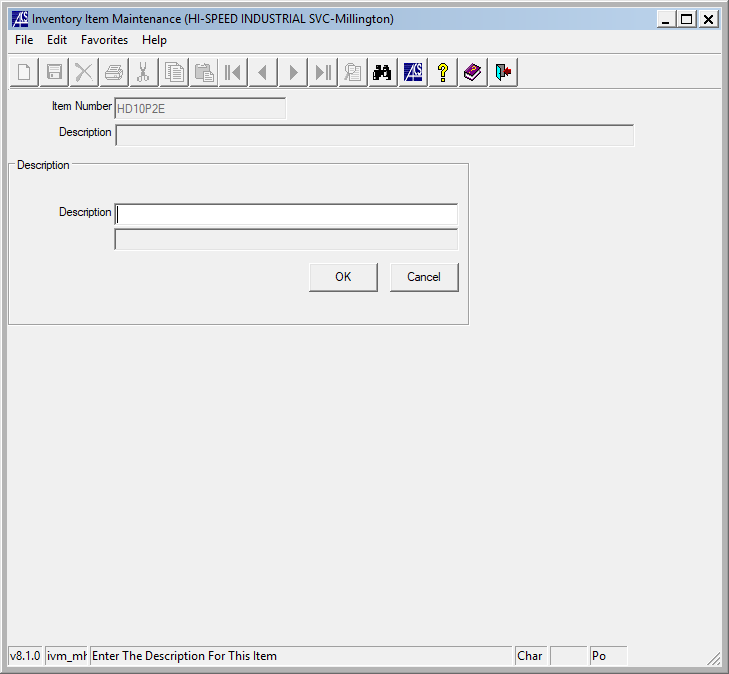 Inventory Item Maintenance (HI-SPEED INDUSTRIAL SVC-Millington)
File Edit Favorites Help
Item Number HD10P2E
Description
Description
Description
OK Cancel
v8.1.0 ivm_mh Enter The Description For This Item Char Po